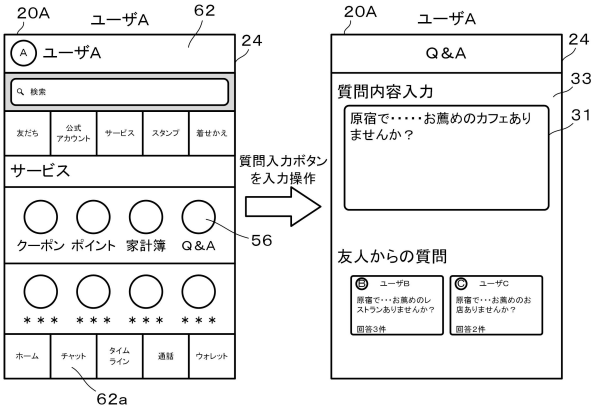 20A
ユーザA
62
24
A
ユーザA
検索
友だち
公式
アカウント
サービス
スタンプ
着せかえ
サービス
クーポン
ポイント
家計簿
Q&A
56
＊＊＊
＊＊＊
＊＊＊
＊＊＊
ホーム
チャット
タイム
ライン
通話
ウォレット
62a
質問入力ボタン
を入力操作
20A
ユーザA
24
Q&A
33
質問内容入力
31
原宿で・・・・・お薦めのカフェあり
ませんか？
友人からの質問
B
ユーザB
原宿で・・・お薦めのレ
ストランありませんか？
回答3件
C
ユーザC
原宿で・・・お薦めのお
店ありませんか？
回答2件